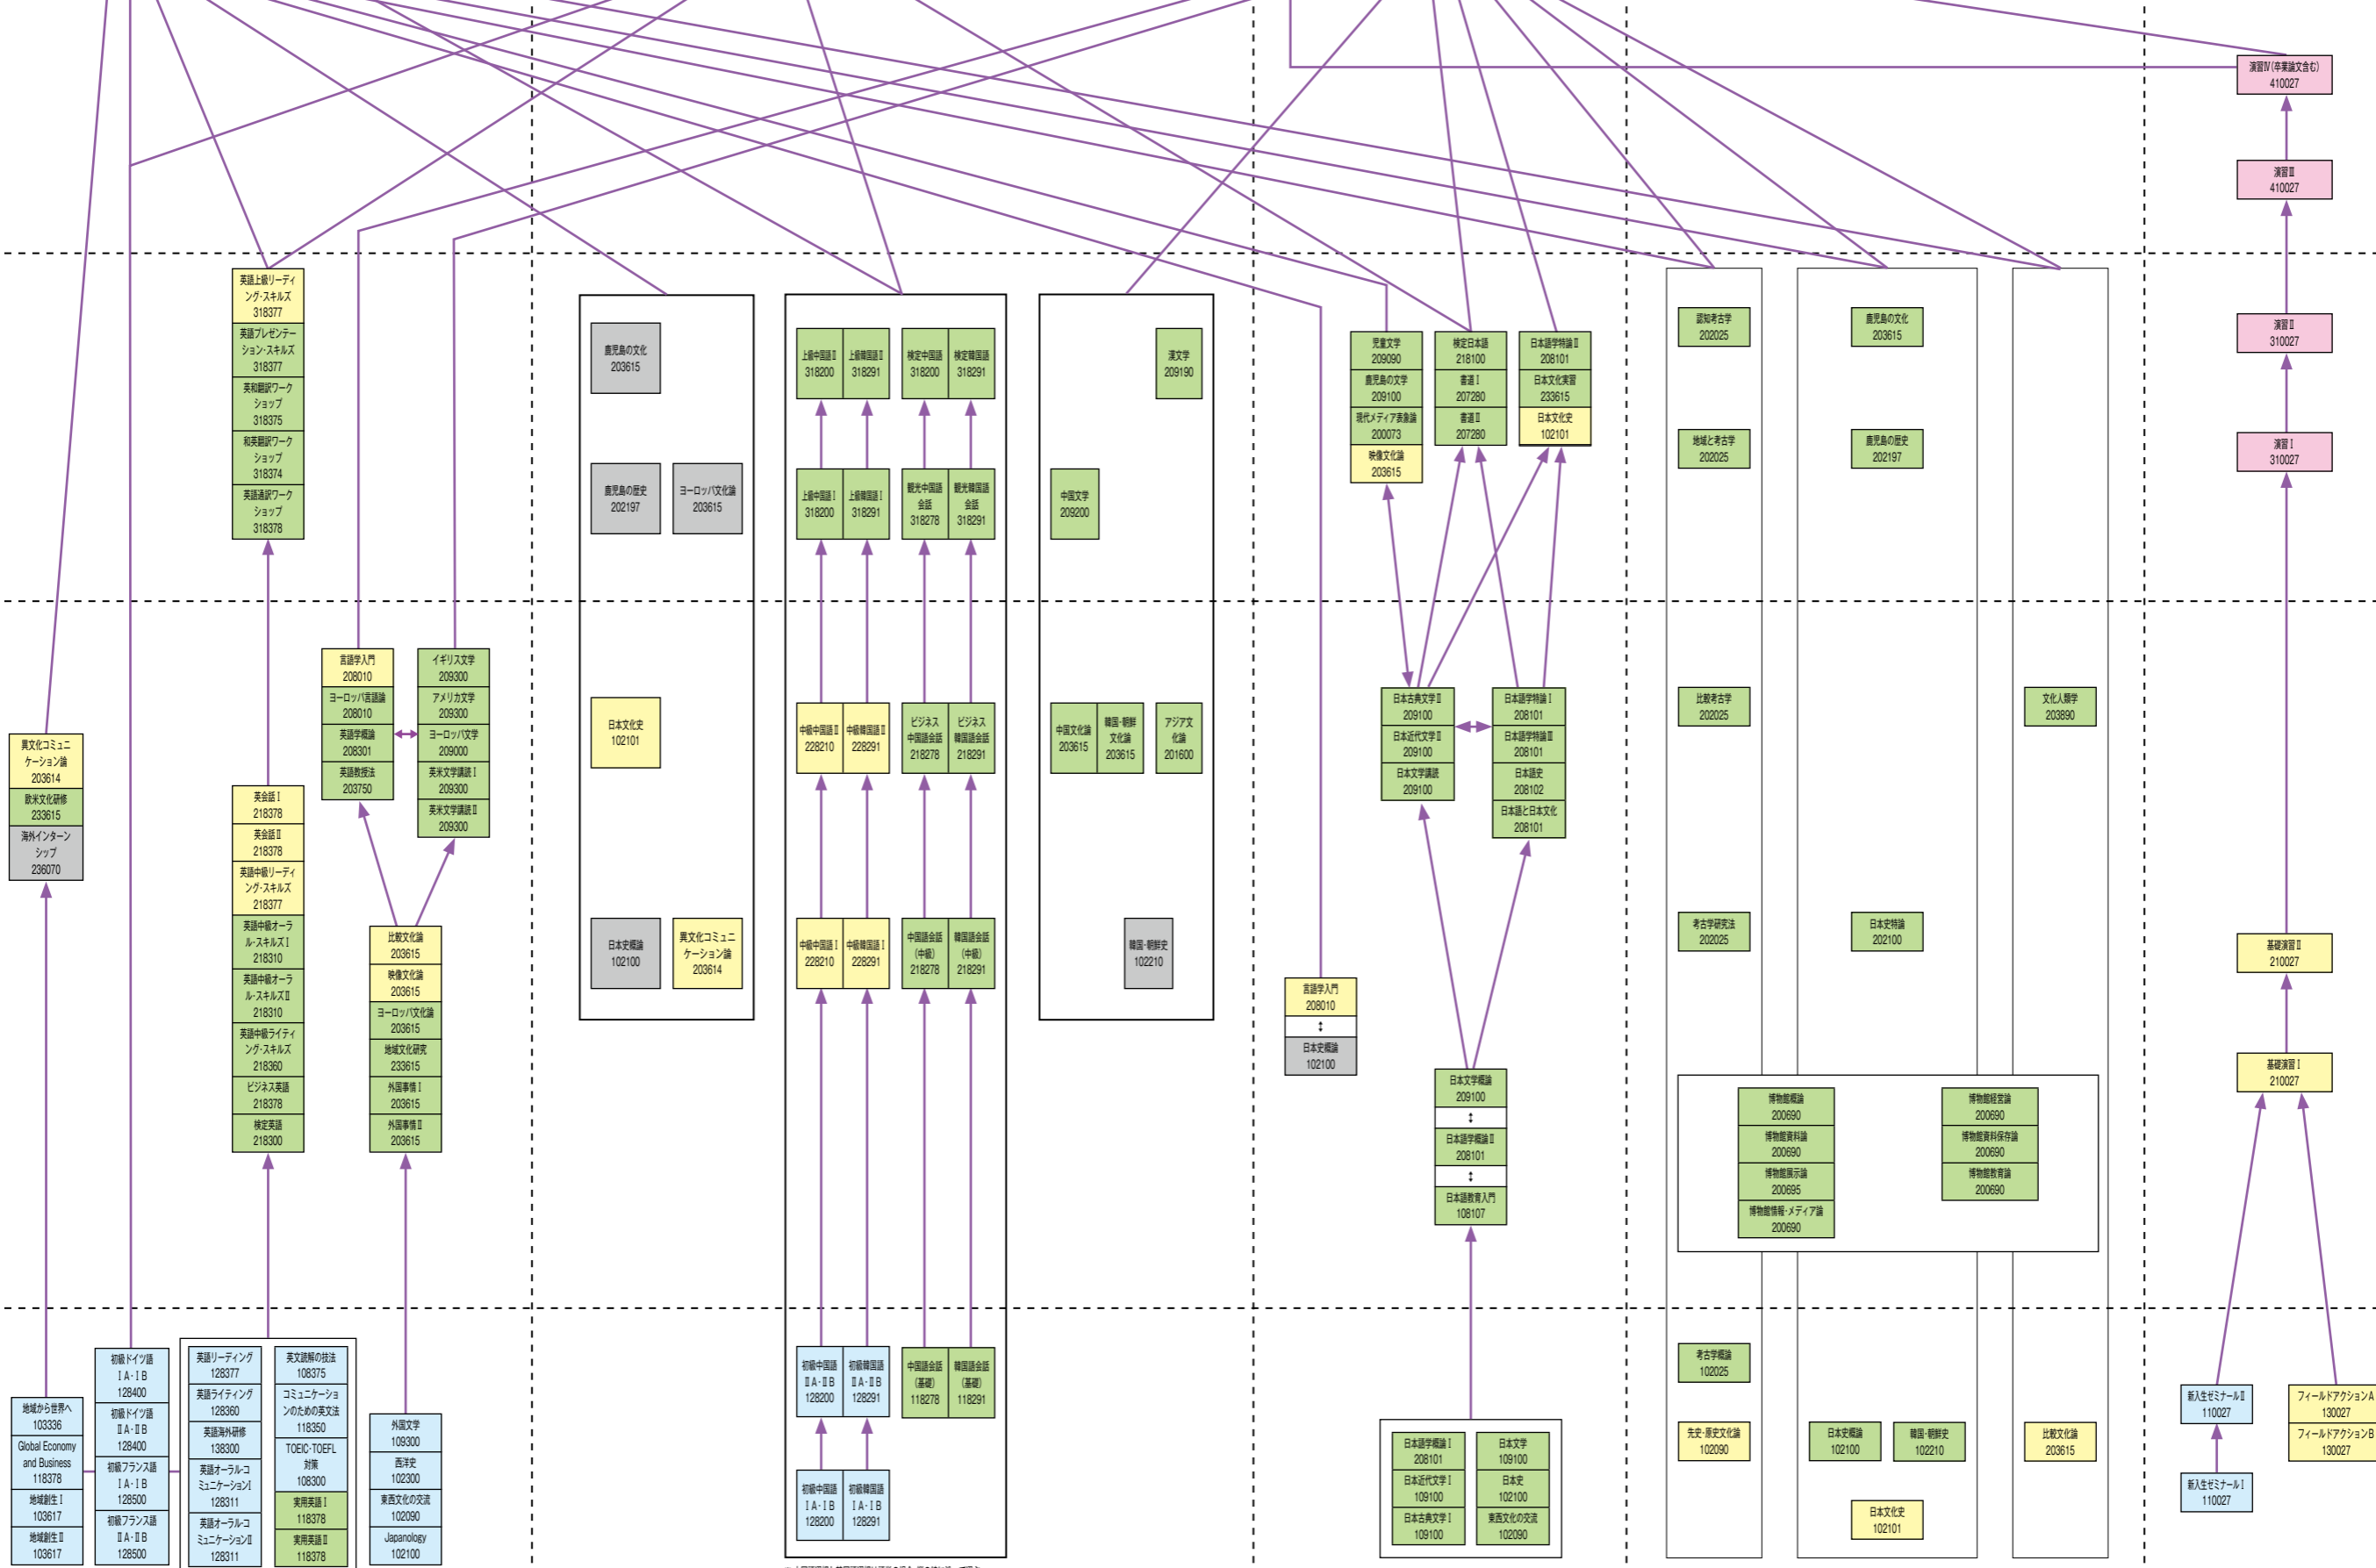 演習Ⅳ(卒業論文含む)
410027
演習Ⅲ
410027
英語上級リーディ
ング・スキルズ
318377
英語プレゼンテー
ション・スキルズ
318377
英和翻訳ワーク
ショップ
318375
和英翻訳ワーク
ショップ
318374
英語通訳ワーク
ショップ
318378
鹿児島の文化
203615
鹿児島の歴史
202197
ヨーロッパ文化論
203615
上級中国語Ⅱ
318200
上級韓国語Ⅱ
318291
検定中国語
318200
検定韓国語
318291
上級中国語Ⅰ
318200
上級韓国語Ⅰ
318291
観光中国語
会話
318278
観光韓国語
会話
318291
漢文学
209190
中国文学
209200
児童文学
209090
鹿児島の文学
209100
現代メディア表象論
200073
映像文化論
203615
検定日本語
218100
書道Ⅰ
207280
書道Ⅱ
207280
日本語学特論Ⅱ
208101
日本文化実習
233615
日本文化史
102101
認知考古学
202025
地域と考古学
202025
鹿児島の文化
203615
鹿児島の歴史
202197
演習Ⅱ
310027
演習Ⅰ
310027
異文化コミュニ
ケーション論
203614
欧米文化研修
233615
海外インターン
シップ
236070
英会話Ⅰ
218378
英会話Ⅱ
218378
英語中級リーディ
ング・スキルズ
218377
英語中級オーラ
ル・スキルズⅠ
218310
英語中級オーラ
ル・スキルズⅡ
218310
英語中級ライティ
ング・スキルズ
218360
ビジネス英語
218378
検定英語
218300
言語学入門
208010
ヨーロッパ言語論
208010
英語学概論
208301
英語教授法
203750
イギリス文学
209300
アメリカ文学
209300
ヨーロッパ文学
209000
英米文学講読Ⅰ
209300
英米文学講読Ⅱ
209300
比較文化論
203615
映像文化論
203615
ヨーロッパ文化論
203615
地域文化研究
233615
外国事情Ⅰ
203615
外国事情Ⅱ
203615
日本文化史
102101
日本史概論
102100
異文化コミュニ
ケーション論
203614
中級中国語Ⅱ
228210
中級韓国語Ⅱ
228291
ビジネス
中国語会話
218278
ビジネス
韓国語会話
218291
中級中国語Ⅰ
228210
中級韓国語Ⅰ
228291
中国語会話
(中級)
218278
韓国語会話
(中級)
218291
中国文化論
203615
韓国・朝鮮
文化論
203615
アジア文
化論
201600
韓国・朝鮮史
102210
言語学入門
208010
↕
日本史概論
102100
日本古典文学Ⅱ
209100
日本近代文学Ⅱ
209100
日本文学講読
209100
日本語学特論Ⅰ
208101
日本語学特論Ⅲ
208101
日本語史
208102
日本語と日本文化
208101
日本文学概論
209100
↕
日本語学概論Ⅱ
208101
↕
日本語教育入門
108107
比較考古学
202025
考古学研究法
202025
日本史特論
202100
文化人類学
203890
博物館概論
200690
博物館資料論
200690
博物館展示論
200695
博物館情報・メディア論
200690
博物館経営論
200690
博物館資料保存論
200690
博物館教育論
200690
基礎演習Ⅱ
210027
基礎演習Ⅰ
210027
地域から世界へ
103336
Global Economy
and Business
118378
地域創生Ⅰ
103617
地域創生Ⅱ
103617
初級ドイツ語
ⅠA・ⅠB
128400
初級ドイツ語
ⅡA・ⅡB
128400
初級フランス語
ⅠA・ⅠB
128500
初級フランス語
ⅡA・ⅡB
128500
英語リーディング
128377
英語ライティング
128360
英語海外研修
138300
英語オーラル・コ
ミュニケーションⅠ
128311
英語オーラル・コ
ミュニケーションⅡ
128311
英文読解の技法
108375
コミュニケーショ
ンのための英文法
118350
TOEIC・TOEFL
対策
108300
実用英語Ⅰ
118378
実用英語Ⅱ
118378
外国文学
109300
西洋史
102300
東西文化の交流
102090
Japanology
102100
初級中国語
ⅡA・ⅡB
128200
初級韓国語
ⅡA・ⅡB
128291
中国語会話
(基礎)
118278
韓国語会話
(基礎)
118291
初級中国語
ⅠA・ⅠB
128200
初級韓国語
ⅠA・ⅠB
128291
日本語学概論Ⅰ
208101
日本近代文学Ⅰ
109100
日本古典文学Ⅰ
109100
日本文学
109100
日本史
102100
東西文化の交流
102090
考古学概論
102025
先史・原史文化論
102090
日本史概論
102100
韓国・朝鮮史
102210
日本文化史
102101
比較文化論
203615
新入生ゼミナールⅡ
110027
新入生ゼミナールⅠ
110027
フィールドアクションA
130027
フィールドアクションB
130027